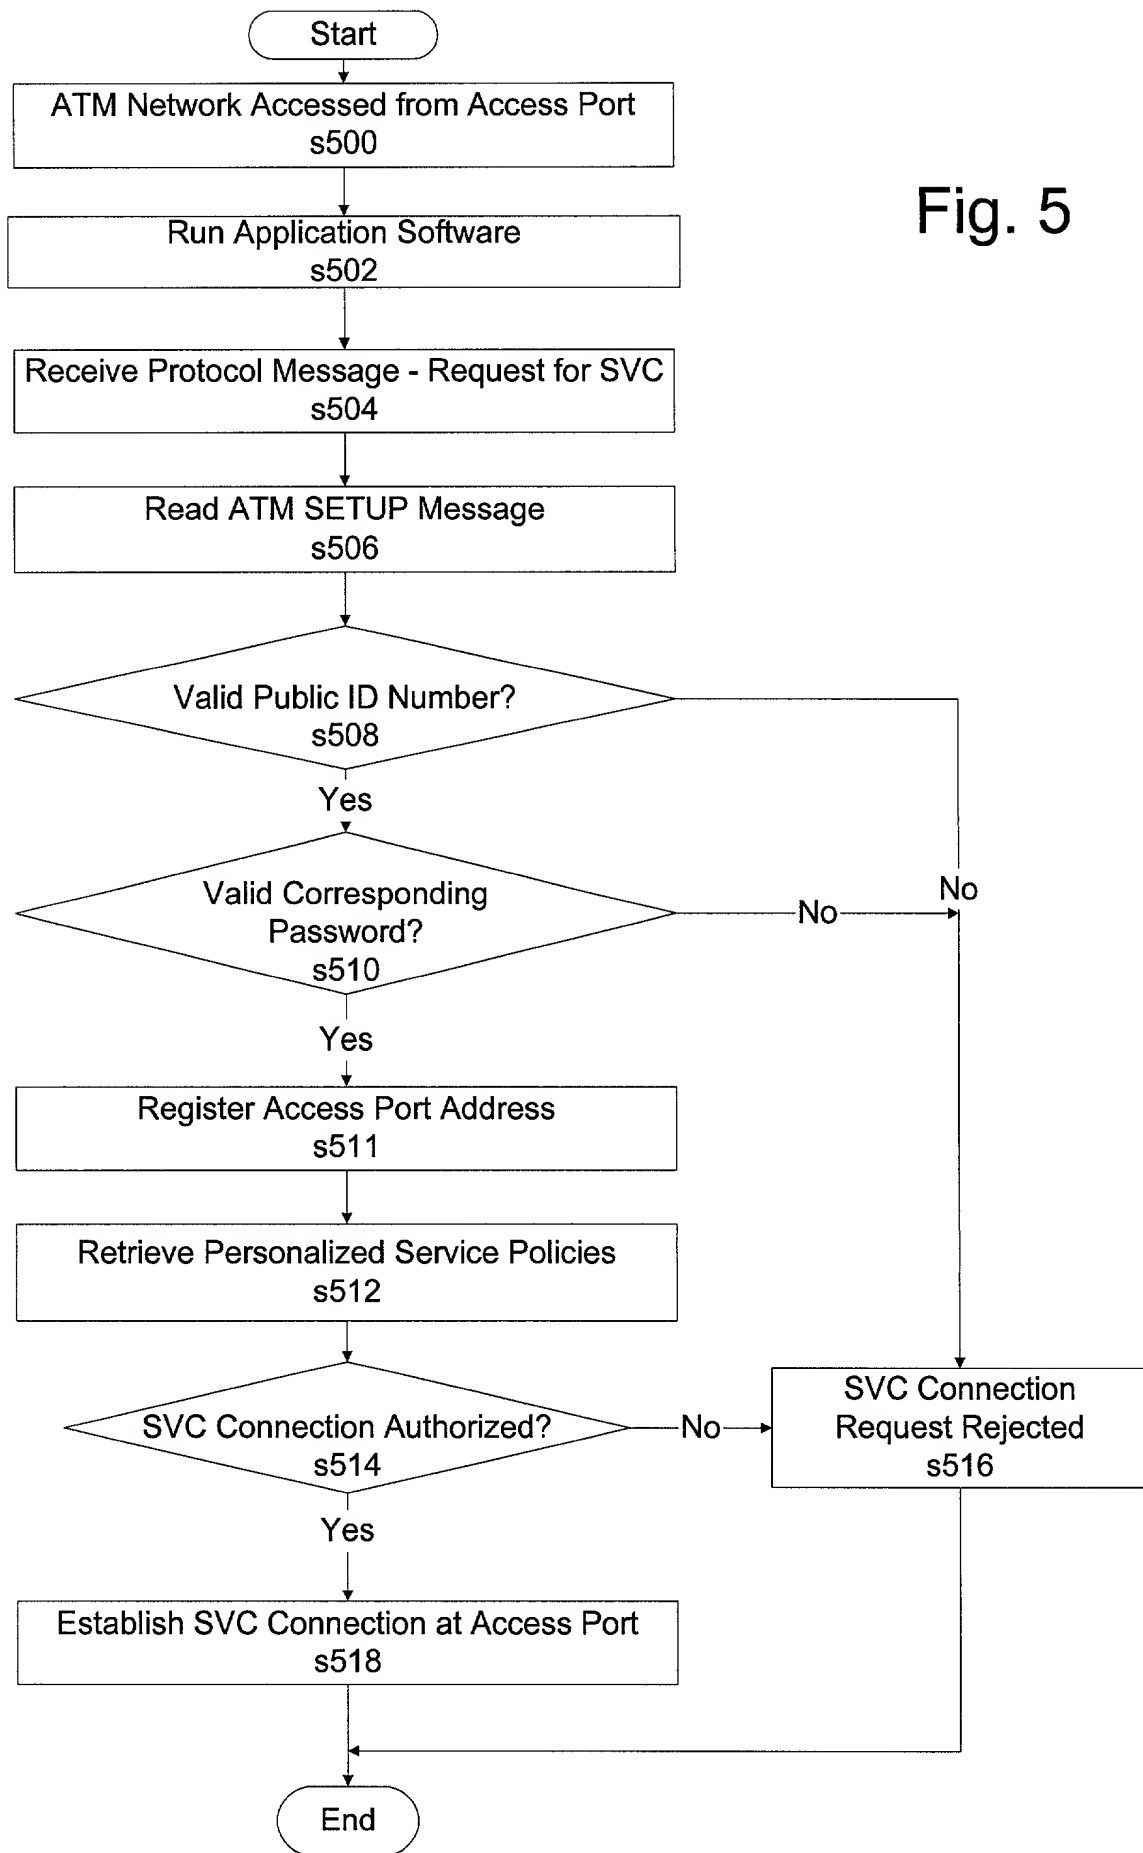 Start
ATM Network Accessed from Access Port
s500
Fig. 5
Run Application Software
s502
Receive Protocol Message - Request for SVC
s504
Read ATM SETUP Message
s506
Valid Public ID Number?
s508
Yes
Valid Corresponding
Password?
s510
No
No
Yes
Register Access Port Address
s511
Retrieve Personalized Service Policies
s512
SVC Connection Authorized?
s514
No
SVC Connection
Request Rejected
s516
Yes
Establish SVC Connection at Access Port
s518
End